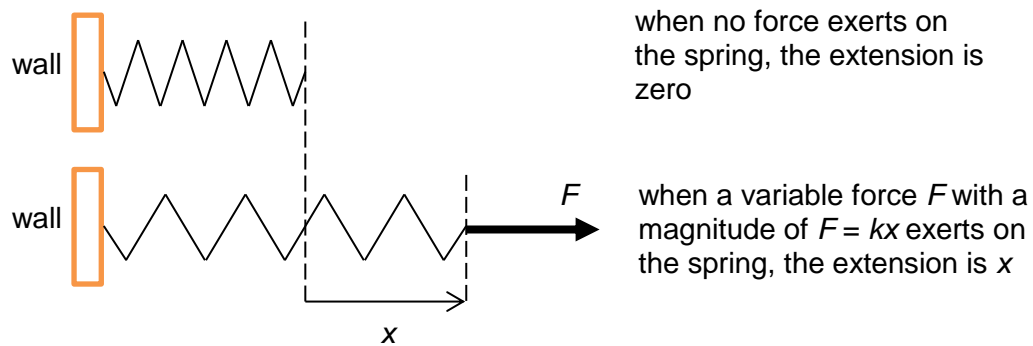 when no force exerts on
the spring, the extension is
zero
wall
wall
F
when a variable force F with a
magnitude of F = kx exerts on
the spring, the extension is x
x